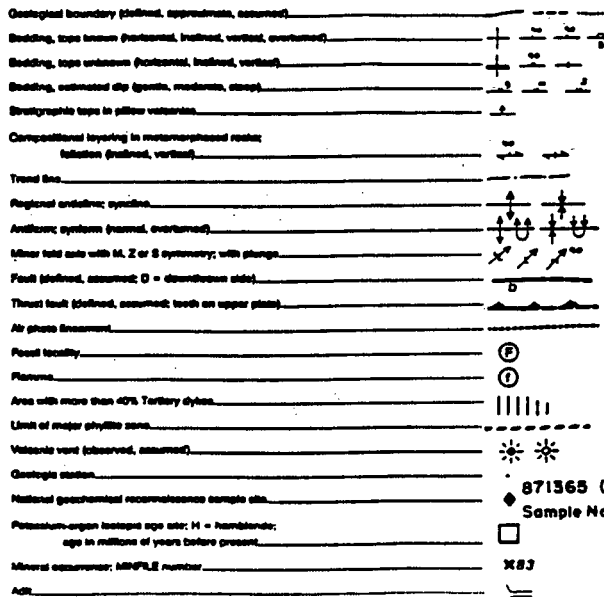 Geological boundary (defined, approximate, assumed)
Bedding, tops known (horizontal, inclined, vertical, overturned)
Bedding, tops unknown (horizontal, inclined, vertical)
Bedding, estimated dip (gentle, moderate, steep)
Stratigraphic tops in pillow volcanics
Compositional layering in metamorphosed rocks;
foliation (inclined, vertical)
Trend line
Regional anticline; syncline
Antiform; synform (normal, overturned)
Minor fold axis with M, Z or S symmetry; with plunge
Fault (defined, assumed; D = downthrown side)
D
Thrust fault (defined, assumed; teeth on upper plate)
Air photo lineament
Fossil locality F
Fiamme f
Area with more than 40% Tertiary dykes
Limit of major phyllite zone
Volcanic vent (observed, assumed)
Geologic station
National geochemical reconnaissance sample site 871365 (
Sample No
Potassium-argon isotopic age site; H = hornblende;
age in millions of years before present
Mineral occurrence; MINFILE number x83
Adit